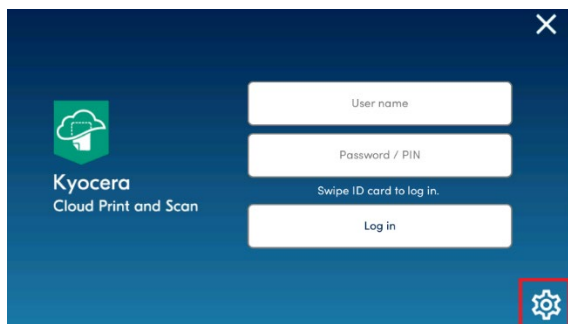 User name
Password / PIN
Kyocera
Cloud Print and Scan
Swipe ID card to log in.
Log in